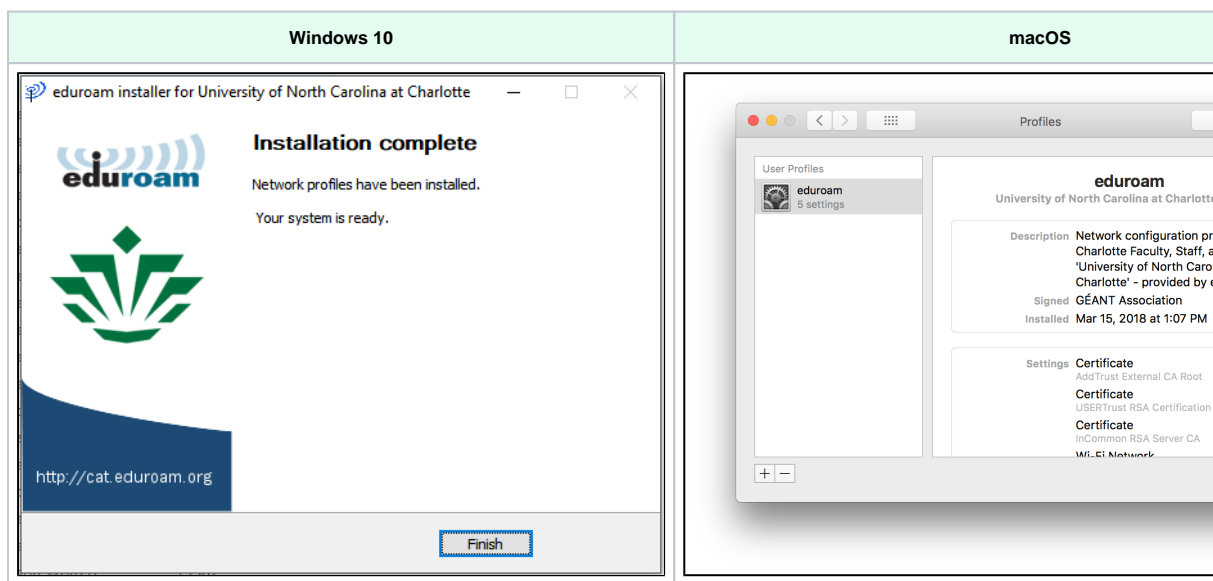 Windows 10
macOS
eduroam installer for University of North Carolina at Charlotte
eduroam
Installation complete
Network profiles have been installed.
Your system is ready.
http://cat.eduroam.org
Finish
Profiles
User Profiles
eduroam
5 settings
eduroam
University of North Carolina at Charlotte
Description Network configuration pr
Charlotte Faculty, Staff, a
'University of North Caro
Charlotte' - provided by e
Signed GÉANT Association
Installed Mar 15, 2018 at 1:07 PM
Settings Certificate
AddTrust External CA Root
Certificate
USERTrust RSA Certification
Certificate
InCommon RSA Server CA
Wi-Fi Network